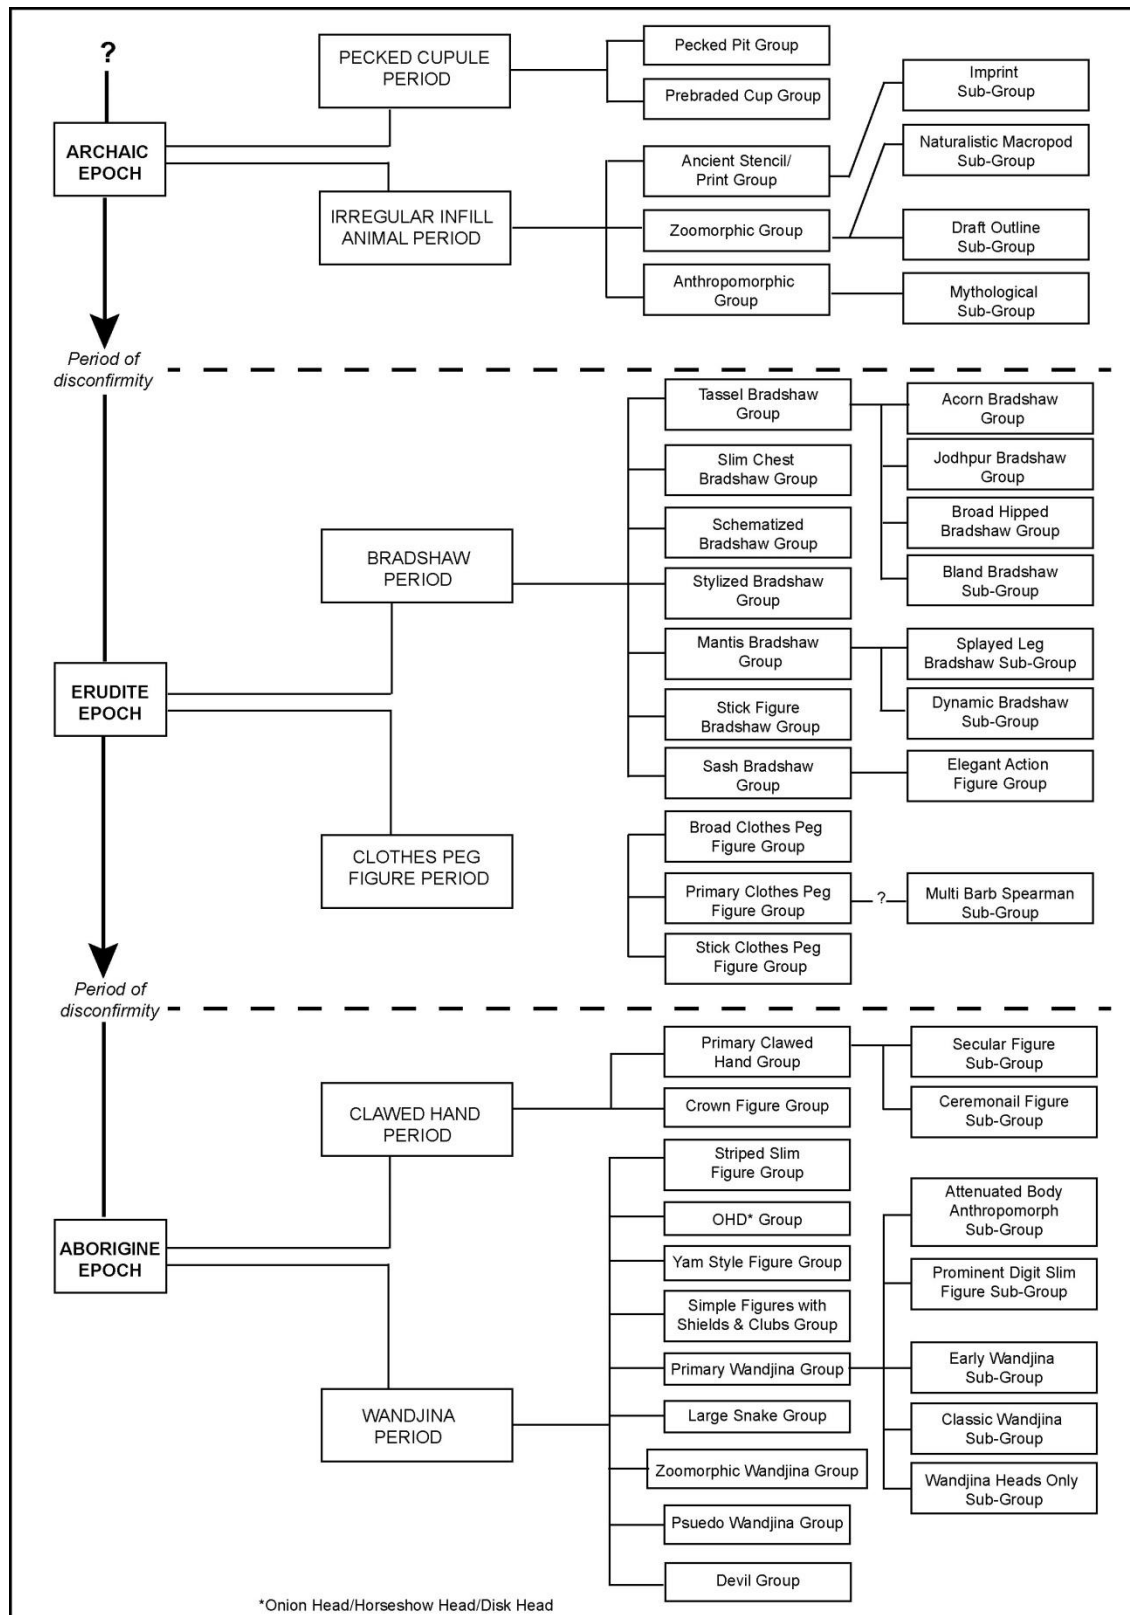 ?
ARCHAIC
EPOCH
PECKED CUPULE
PERIOD
Pecked Pit Group
Prebraded Cup Group
IRREGULAR INFILL
ANIMAL PERIOD
Ancient Stencil/
Print Group
Imprint
Sub-Group
Zoomorphic Group
Naturalistic Macropod
Sub-Group
Draft Outline
Sub-Group
Anthropomorphic
Group
Mythological
Sub-Group
Period of
disconfirmity
ERUDITE
EPOCH
BRADSHAW
PERIOD
Tassel Bradshaw
Group
Acorn Bradshaw
Group
Jodhpur Bradshaw
Group
Broad Hipped
Bradshaw Group
Bland Bradshaw
Sub-Group
Slim Chest
Bradshaw Group
Schematized
Bradshaw Group
Stylized Bradshaw
Group
Mantis Bradshaw
Group
Splayed Leg
Bradshaw Sub-Group
Dynamic Bradshaw
Sub-Group
Stick Figure
Bradshaw Group
Sash Bradshaw
Group
Elegant Action
Figure Group
CLOTHES PEG
FIGURE PERIOD
Broad Clothes Peg
Figure Group
Primary Clothes Peg
Figure Group
?
Multi Barb Spearman
Sub-Group
Stick Clothes Peg
Figure Group
Period of
disconfirmity
ABORIGINE
EPOCH
CLAWED HAND
PERIOD
Primary Clawed
Hand Group
Secular Figure
Sub-Group
Ceremonail Figure
Sub-Group
Crown Figure Group
WANDJINA
PERIOD
Striped Slim
Figure Group
OHD* Group
Yam Style Figure Group
Simple Figures with
Shields & Clubs Group
Primary Wandjina Group
Attenuated Body
Anthropomorph
Sub-Group
Prominent Digit Slim
Figure Sub-Group
Early Wandjina
Sub-Group
Classic Wandjina
Sub-Group
Wandjina Heads Only
Sub-Group
Large Snake Group
Zoomorphic Wandjina Group
Psuedo Wandjina Group
Devil Group
*Onion Head/Horseshow Head/Disk Head